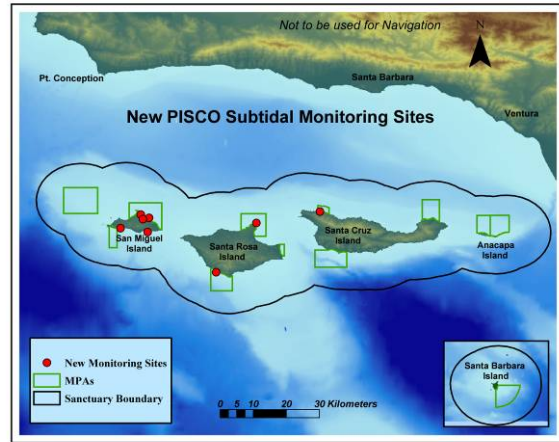 Not to be used for Navigation
N
Pt. Conception
Santa Barbara
Ventura
New PISCO Subtidal Monitoring Sites
San Miguel
Island
Santa Rosa
Island
Santa Cruz
Island
Anacapa
Island
New Monitoring Sites
MPAs
Sanctuary Boundary
0 5 10 20 30 Kilometers
Santa Barbara
Island